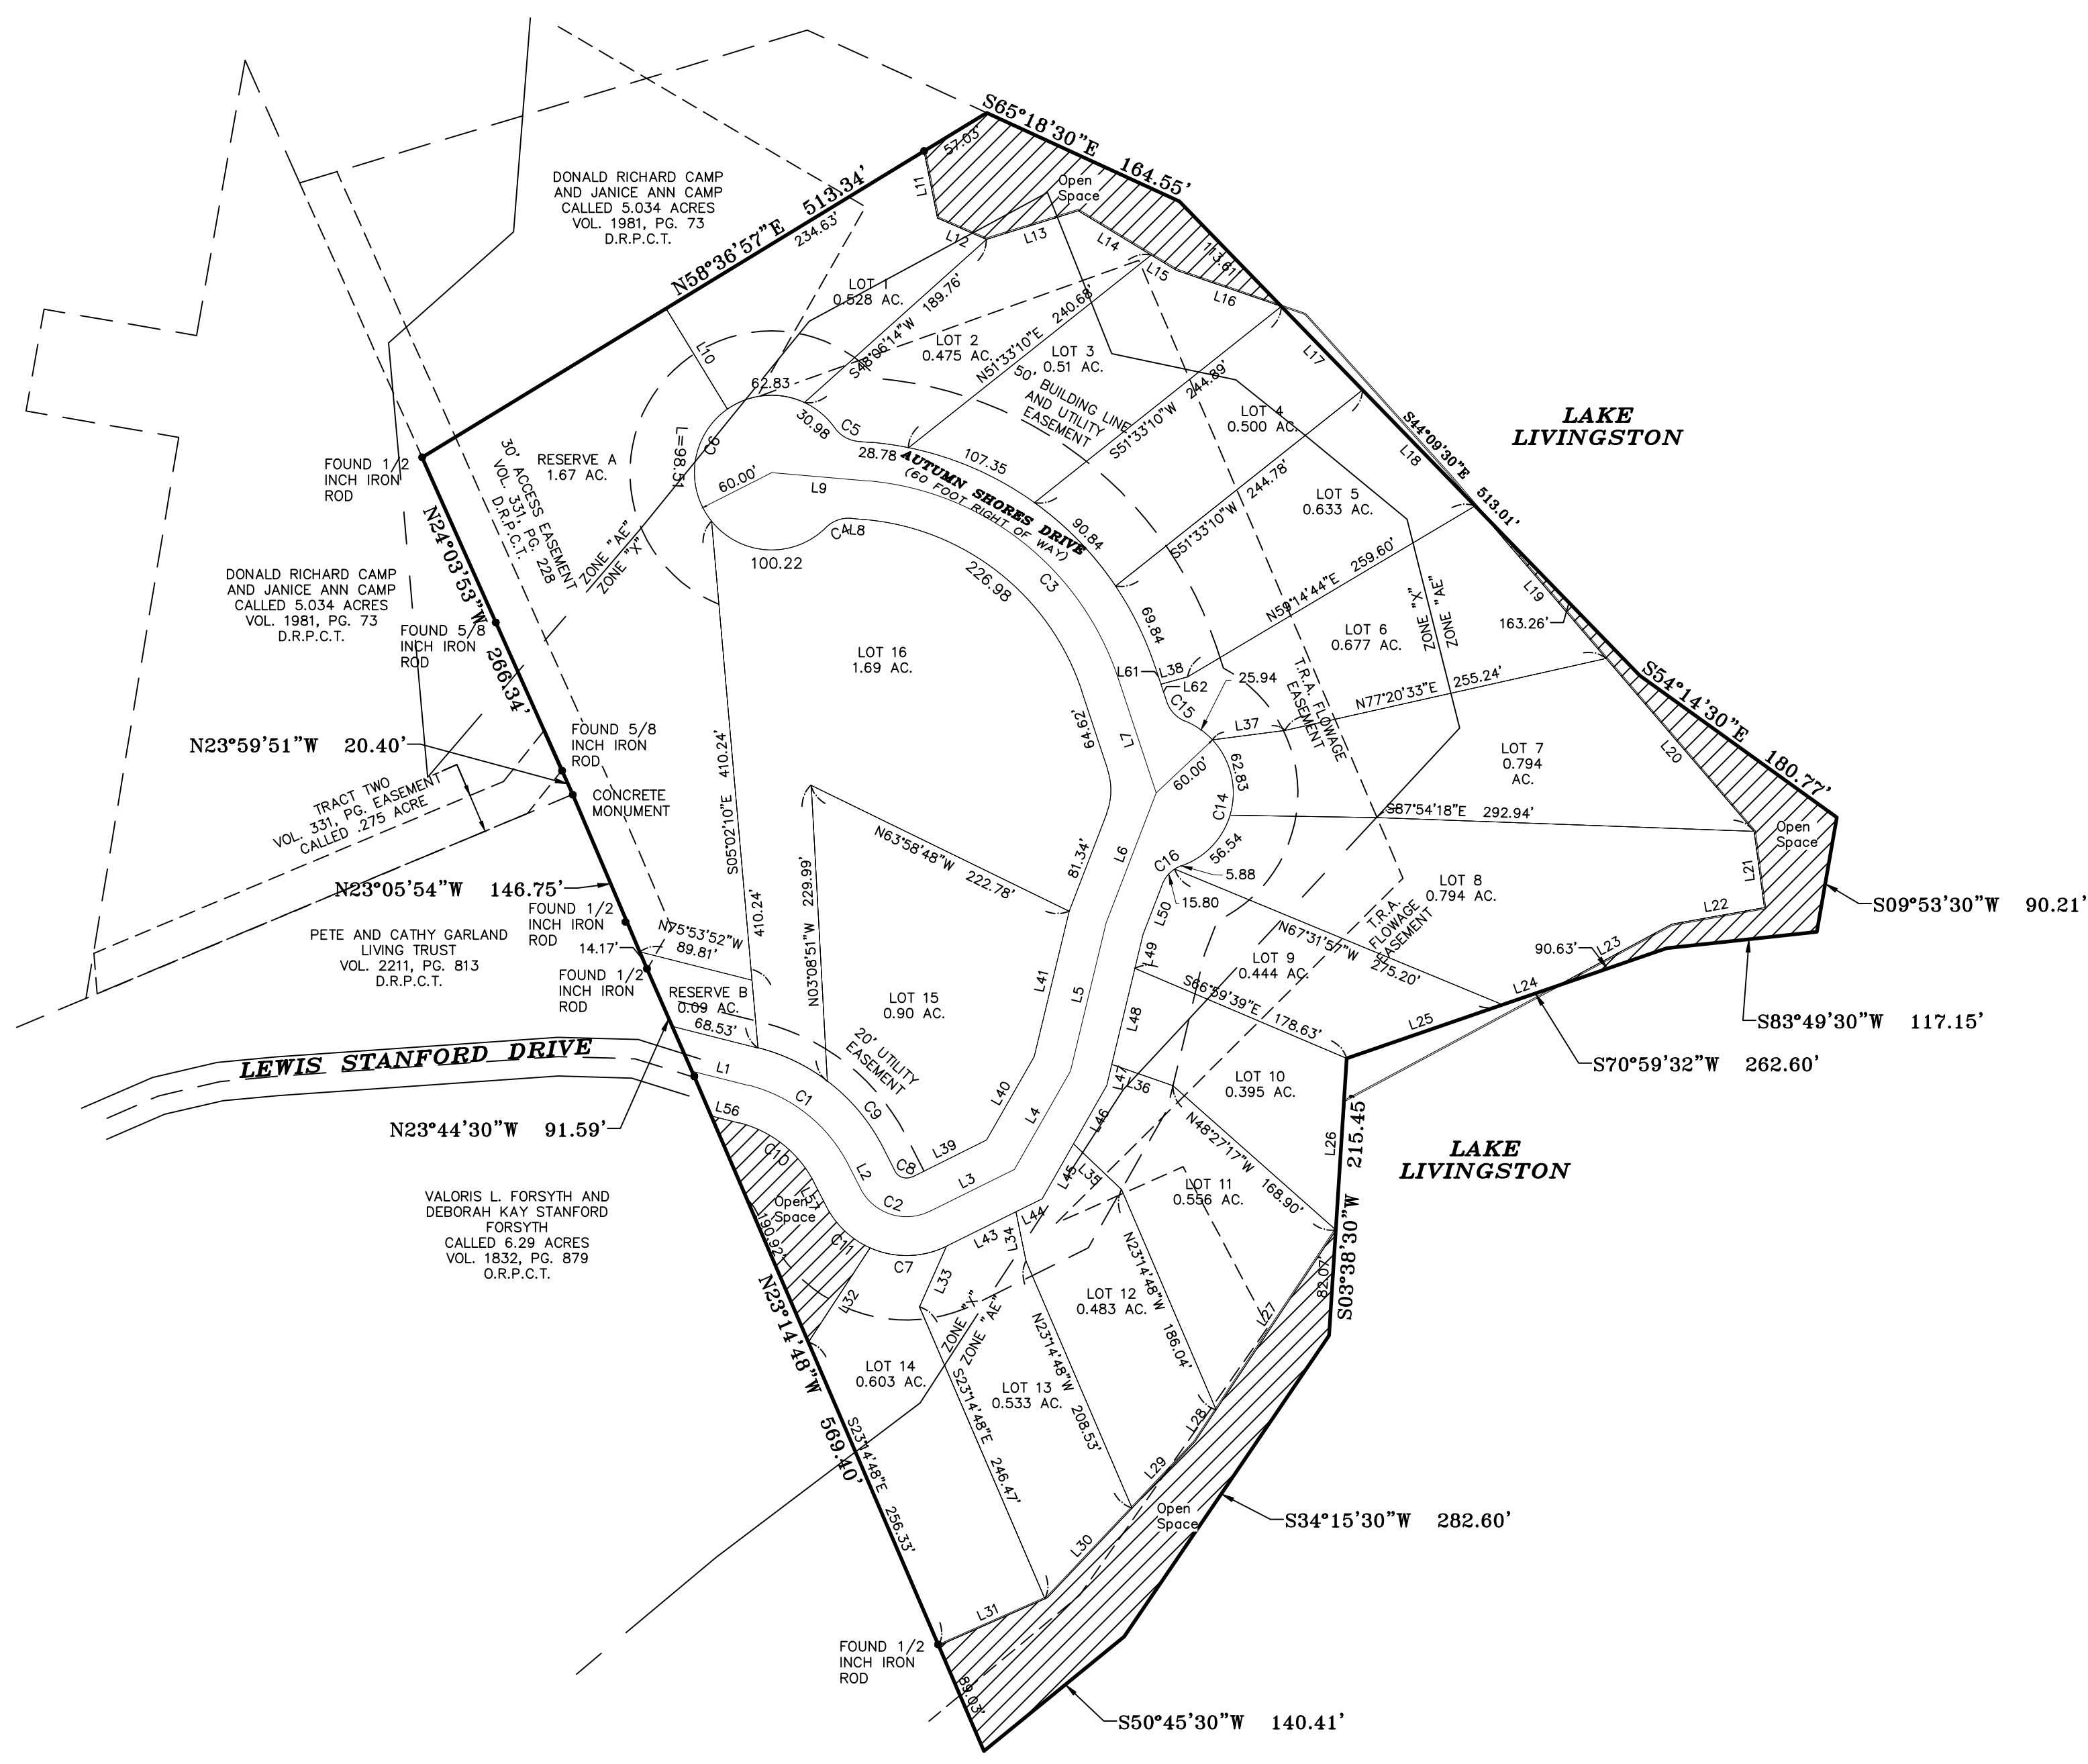 S65°18'30"E 164.55'
57.03'
L11
Open
Space
DONALD RICHARD CAMP
AND JANICE ANN CAMP
CALLED 5.034 ACRES
VOL. 1981, PG. 73
D.R.P.C.T.
N58°36'57"E 513.34'
234.63'
L12
L13
L14
L15
113.61
L16
LOT 1
0.528 AC.
S48°06'14"W 189.76'
LOT 2
0.475 AC.
N51°33'10"E 240.68'
LOT 3
0.51 AC.
50' BUILDING LINE
AND UTILITY
EASEMENT
L17
L10
62.83
30.98
C5
S51°33'10"W 244.89'
LOT 4
0.500 AC.
LAKE
LIVINGSTON
S44°09'30"E 513.01'
L18
FOUND 1/2
INCH IRON
ROD
30' ACCESS EASEMENT
VOL. 331, PG. 228
D.R.P.C.T.
RESERVE A
1.67 AC.
L=98.51
C6
28.78
107.35
AUTUMN SHORES DRIVE
(60 FOOT RIGHT OF WAY)
60.00'
L9
90.84
S51°33'10"W 244.78'
LOT 5
0.633 AC.
N24°03'53"W 266.34'
ZONE "AE"
ZONE "X"
C4
L8
100.22
226.98
C3
69.84
N59°14'44"E 259.60'
L19
163.26'
DONALD RICHARD CAMP
AND JANICE ANN CAMP
CALLED 5.034 ACRES
VOL. 1981, PG. 73
D.R.P.C.T.
FOUND 5/8
INCH IRON
ROD
LOT 16
1.69 AC.
LOT 6
0.677 AC.
ZONE "X"
ZONE "AE"
L61
L38
L62
25.94
C15
L37
T.R.A. FLOWAGE
EASEMENT
N77°20'33"E 255.24'
S54°14'30"E 180.77'
L20
N23°59'51"W 20.40'
FOUND 5/8
INCH IRON
ROD
64.62'
L7
60.00'
62.83
LOT 7
0.794
AC.
TRACT TWO
VOL. 331, PG. EASEMENT
CALLED .275 ACRE
CONCRETE
MONUMENT
S05°02'10"E 410.24'
C14
S87°54'18"E 292.94'
Open
Space
N63°58'48"W 222.78'
81.34'
L6
C16
56.54
5.88
15.80
L21
N23°05'54"W 146.75'
N03°08'51"W 229.99'
410.24'
LOT 8
0.794 AC.
L22
S09°53'30"W 90.21'
FOUND 1/2
INCH IRON
ROD
PETE AND CATHY GARLAND
LIVING TRUST
VOL. 2211, PG. 813
D.R.P.C.T.
14.17'
N75°53'52"W
89.81'
L50
N67°31'57"W 275.20'
T.R.A.
FLOWAGE
EASEMENT
L49
L23
90.63'
FOUND 1/2
INCH IRON
ROD
RESERVE B
0.09 AC.
68.53'
LOT 15
0.90 AC.
L41
L5
LOT 9
0.444 AC.
S66°59'39"E 178.63'
L24
L25
S83°49'30"W 117.15'
S70°59'32"W 262.60'
LEWIS STANFORD DRIVE
20' UTILITY
EASEMENT
L1
C1
C9
L40
L4
L48
L47
L36
LOT 10
0.395 AC.
N23°44'30"W 91.59'
L56
C10
L2
C8
L39
L3
C2
L46
N48°27'17"W 168.90'
L26
S03°38'30"W 215.45'
LAKE
LIVINGSTON
VALORIS L. FORSYTH AND
DEBORAH KAY STANFORD
FORSYTH
CALLED 6.29 ACRES
VOL. 1832, PG. 879
O.R.P.C.T.
Open
Space
L57
190.92'
C11
C7
L43
L44
L34
L45
L35
LOT 11
0.556 AC.
L33
L32
ZONE "X"
ZONE "AE"
N23°14'48"W 569.40'
LOT 12
0.483 AC.
N23°14'48"W 186.04'
82.07'
L27
LOT 14
0.603 AC.
LOT 13
0.533 AC.
N23°14'48"W 208.53'
S23°14'48"E 246.47'
S23°14'48"E 256.33'
L28
L29
Open
Space
L30
S34°15'30"W 282.60'
L31
FOUND 1/2
INCH IRON
ROD
89.03'
S50°45'30"W 140.41'